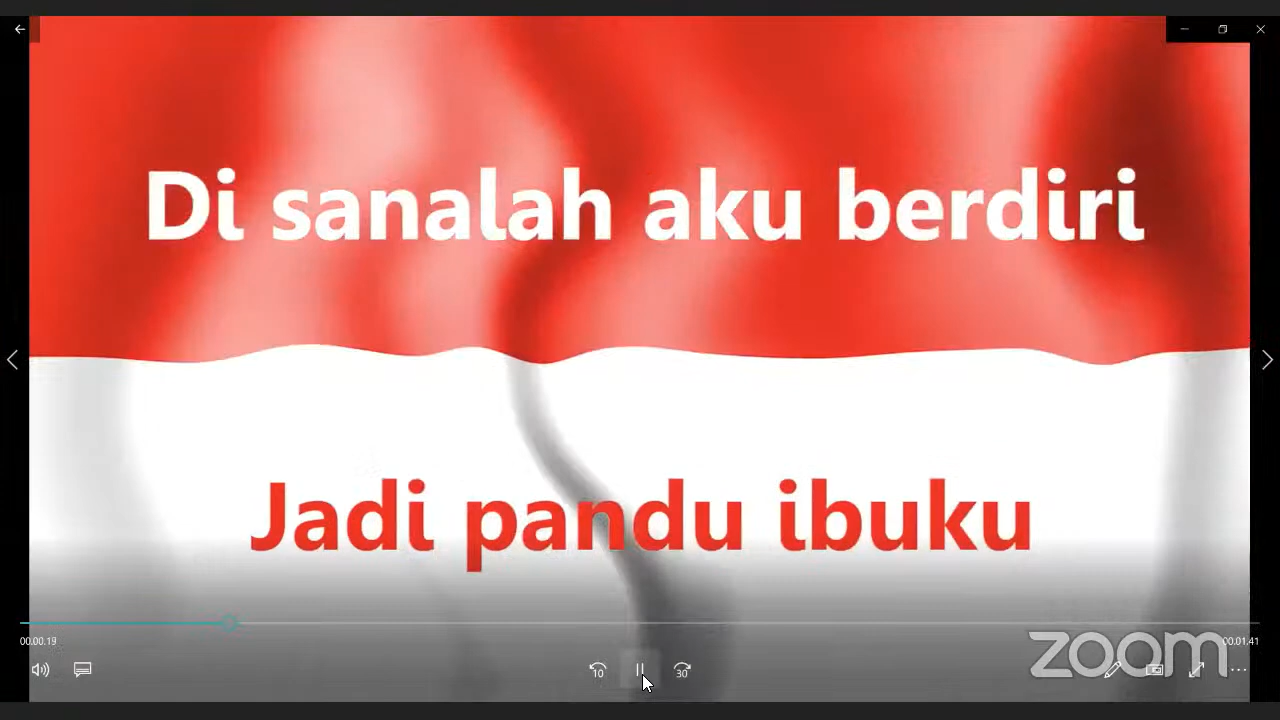 Di sanalah aku berdiri
Jadi pandu ibuku
00.00.19
00.01.41
10
30
zoom